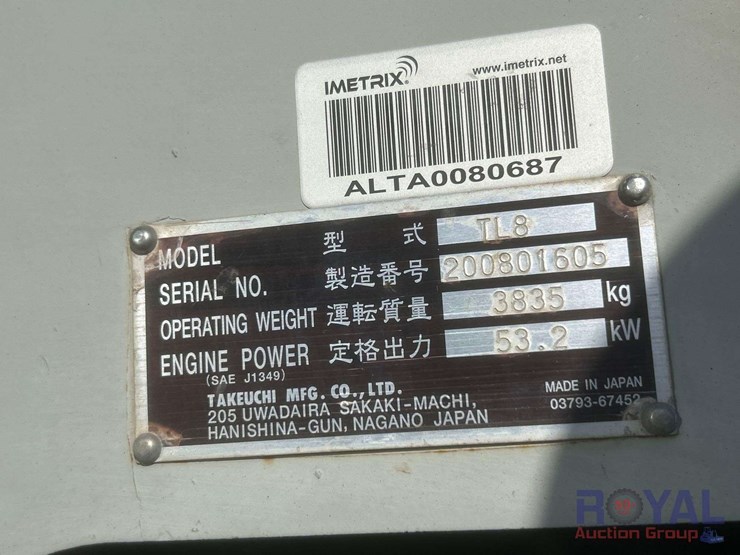 IMETRIX
www.imetrix.net
ALTA0080687
MODEL 型式 TL8
SERIAL NO. 製造番号 200801605
OPERATING WEIGHT 運転質量 3835 kg
ENGINE POWER 定格出力 53.2 kW
(SAE J1349)
TAKEUCHI MFG. CO.,LTD.
205 UWADAIRA SAKAKI-MACHI,
HANISHINA-GUN, NAGANO JAPAN
MADE IN JAPAN
03793-67452
ROYAL
Auction Group